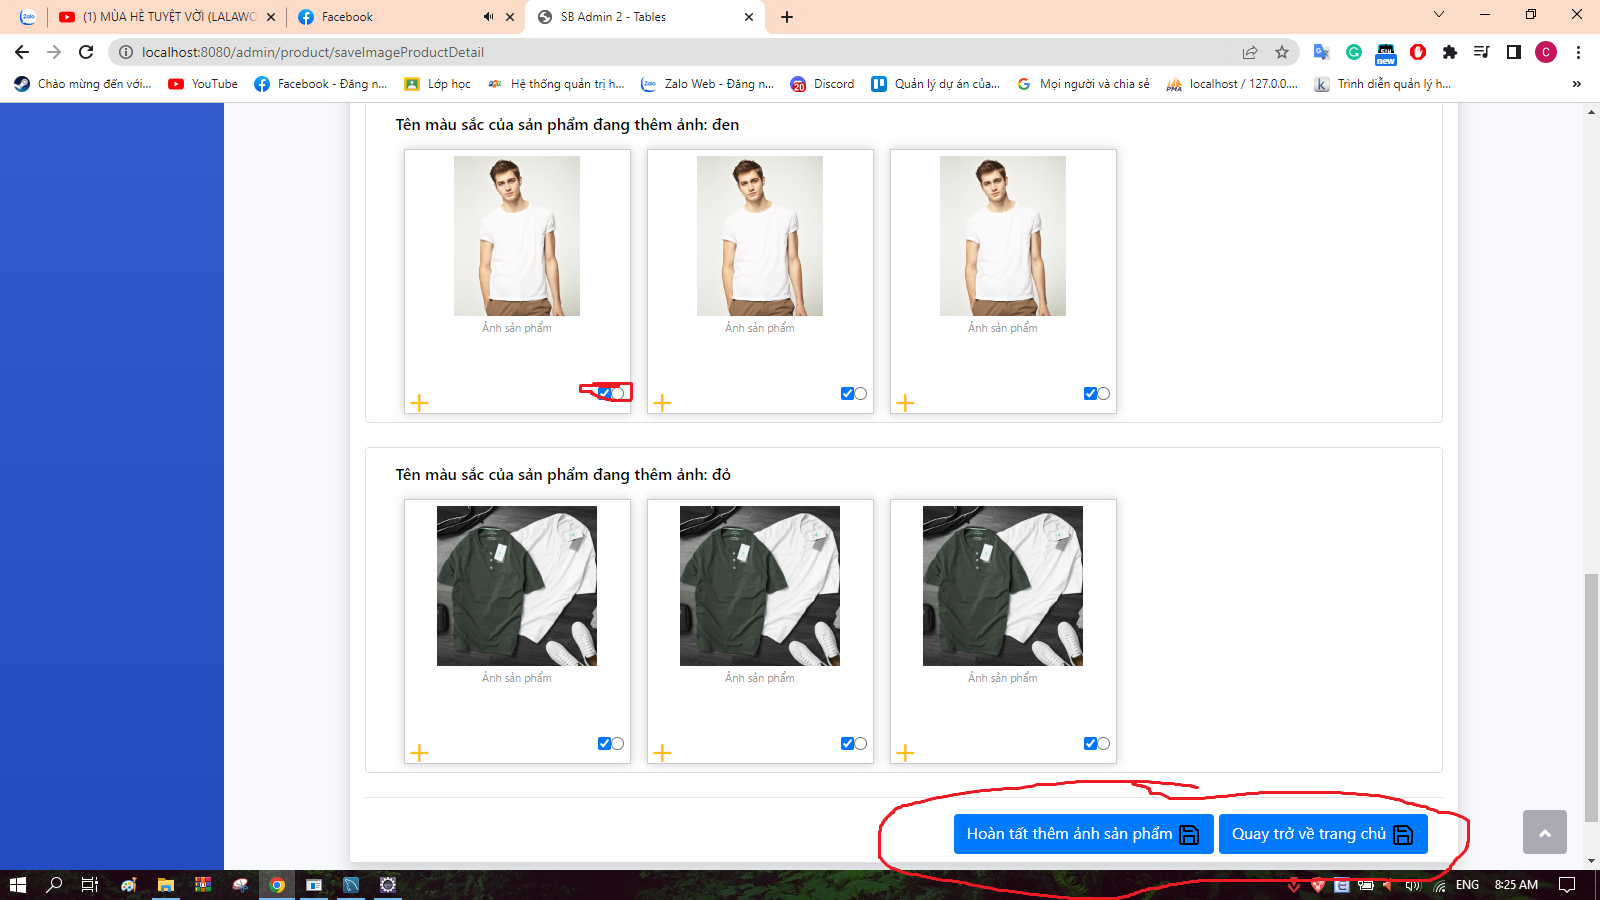 Zalo
(1) MÙA HÈ TUYỆT VỜI (LALAWO
Facebook
SB Admin 2 - Tables
localhost:8080/admin/product/saveImageProductDetail
new
C
Chào mừng đến với...
YouTube
Facebook - Đăng n...
Lớp học
Hệ thống quản trị h...
Zalo Web - Đăng n...
20
Discord
Quản lý dự án của...
Mọi người và chia sẻ
localhost / 127.0.0....
Trình diễn quản lý h...
»
Tên màu sắc của sản phẩm đang thêm ảnh: đen
Ảnh sản phẩm
Ảnh sản phẩm
Ảnh sản phẩm
Tên màu sắc của sản phẩm đang thêm ảnh: đỏ
Ảnh sản phẩm
Ảnh sản phẩm
Ảnh sản phẩm
Hoàn tất thêm ảnh sản phẩm
Quay trở về trang chủ
ENG
8:25 AM